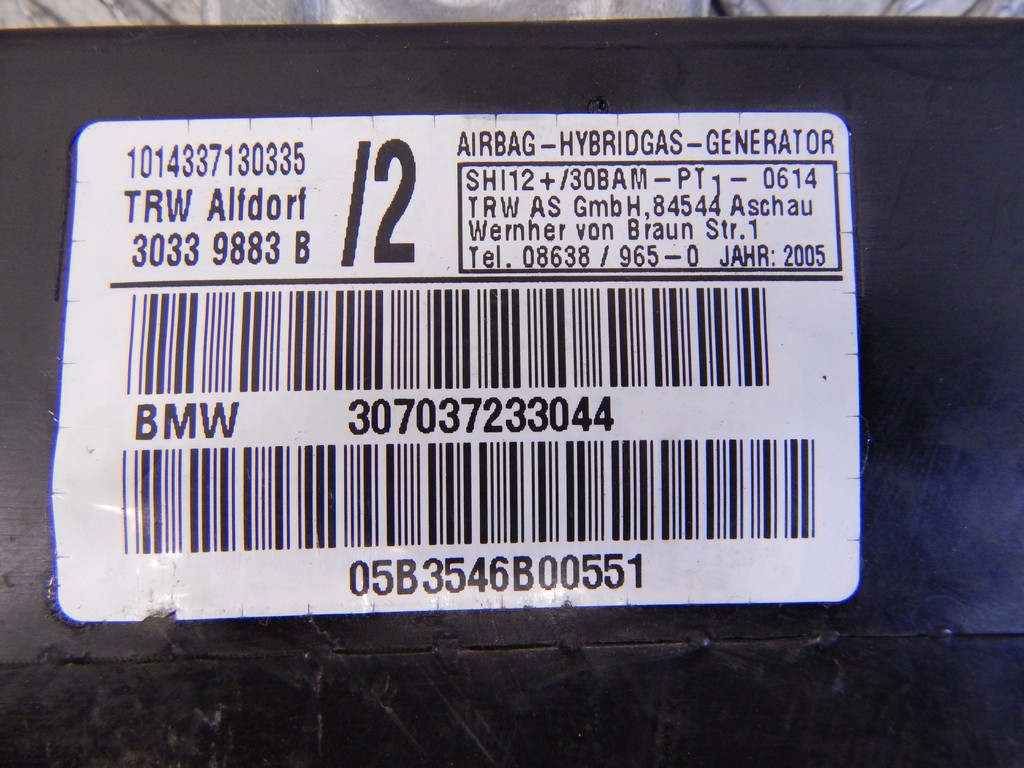 1014337130335
TRW Alfdorf
3033 9883 B
/2
AIRBAG-HYBRIDGAS-GENERATOR
SHI12+/30BAM-PT1-0614
TRW AS GmbH,84544 Aschau
Wernher von Braun Str.1
Tel. 08638 / 965-0 JAHR: 2005
BMW 307037233044
05B3546B00551